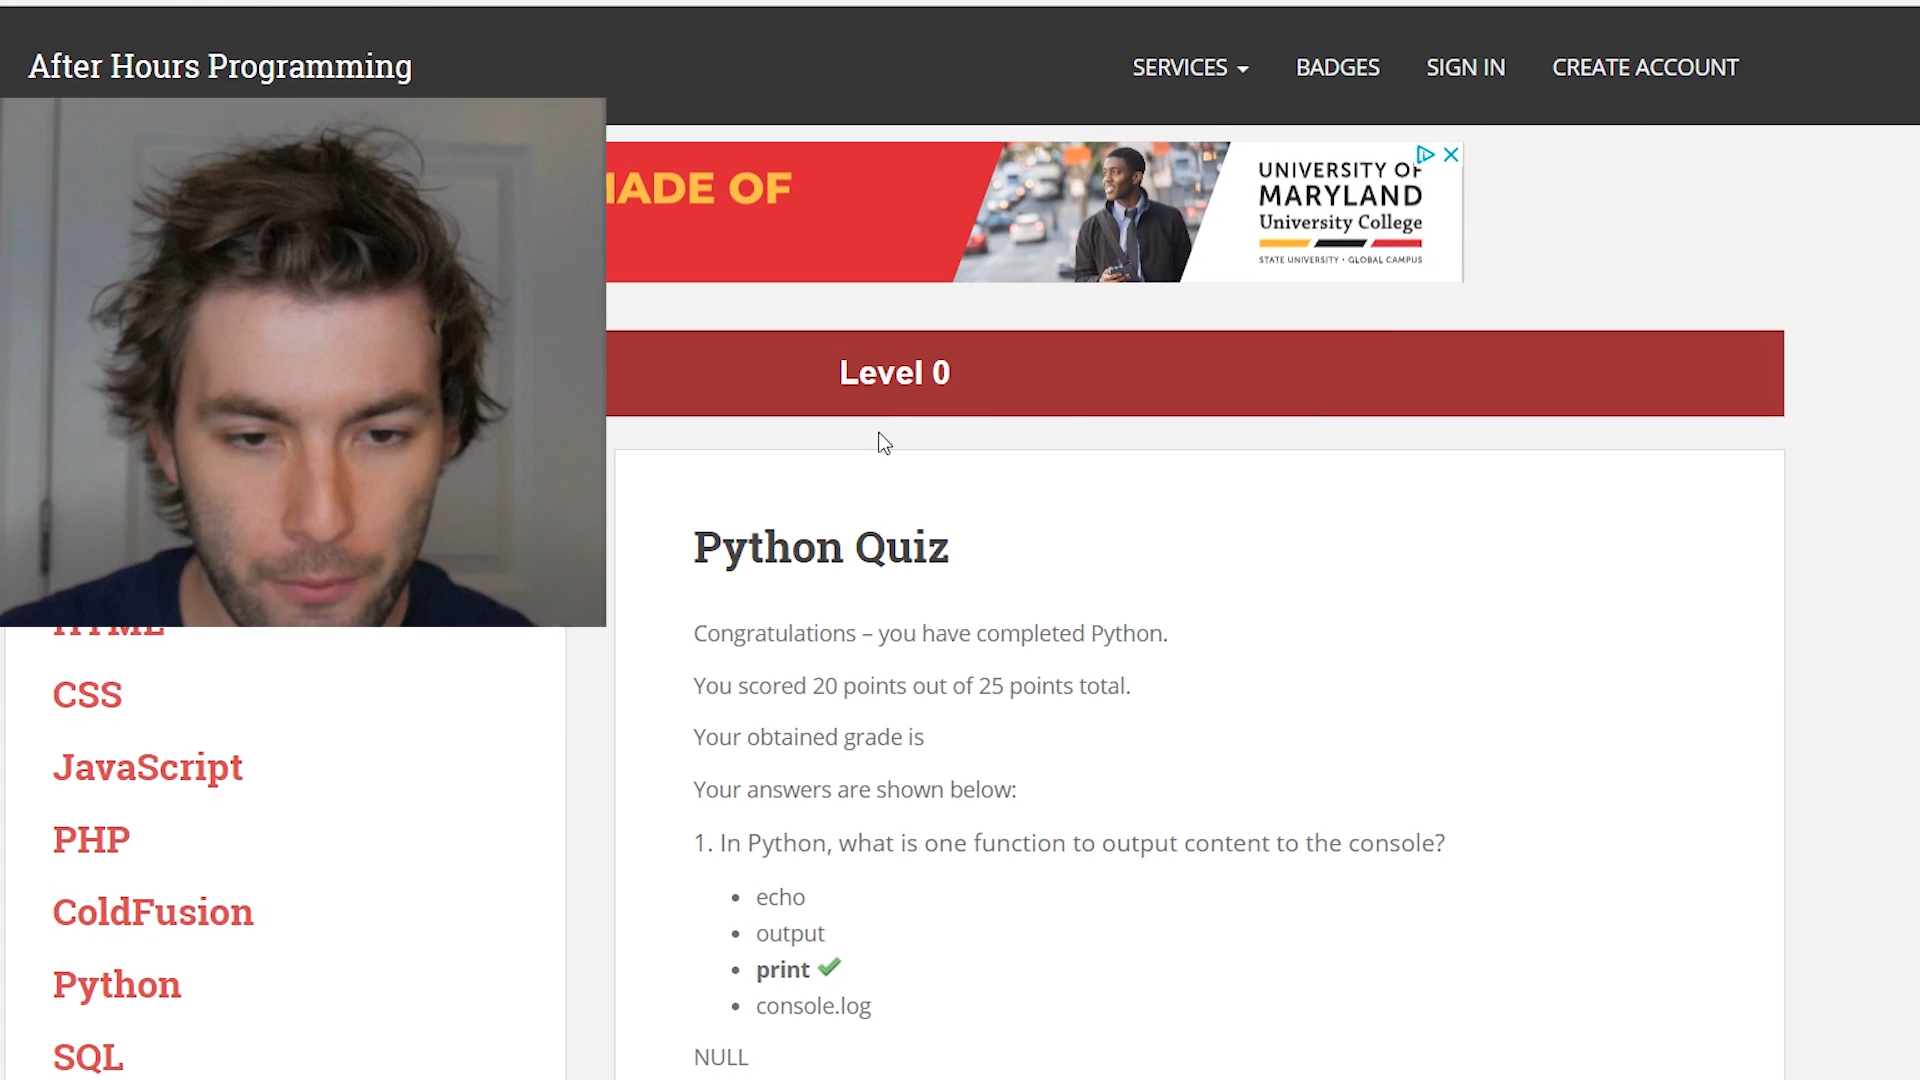 After Hours Programming
SERVICES
BADGES
SIGN IN
CREATE ACCOUNT
MADE OF
UNIVERSITY OF
MARYLAND
University College
STATE UNIVERSITY • GLOBAL CAMPUS
Level 0
Python Quiz
Congratulations – you have completed Python.
You scored 20 points out of 25 points total.
Your obtained grade is
Your answers are shown below:
1. In Python, what is one function to output content to the console?
• echo
• output
• print
• console.log
NULL
HTML
CSS
JavaScript
PHP
ColdFusion
Python
SQL